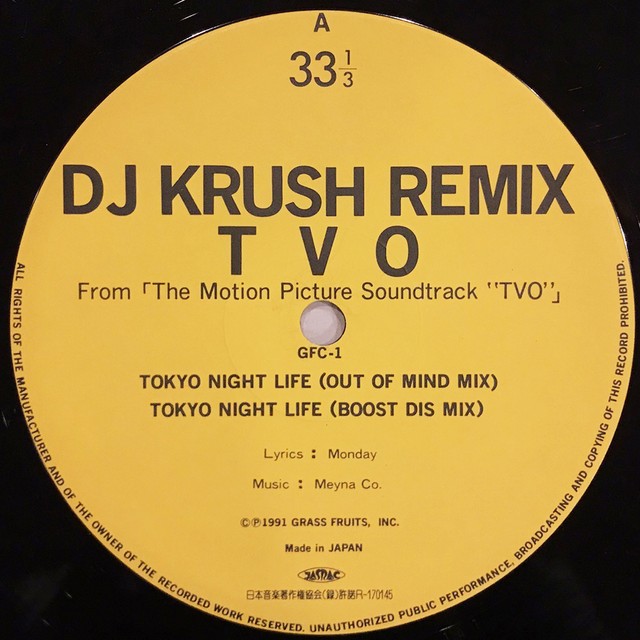 A
33 1/3
DJ KRUSH REMIX
T V O
From「The Motion Picture Soundtrack "TVO"」
GFC-1
TOKYO NIGHT LIFE (OUT OF MIND MIX)
TOKYO NIGHT LIFE (BOOST DIS MIX)
Lyrics : Monday
Music : Meyna Co.
©℗1991 GRASS FRUITS, INC.
Made in JAPAN
JASRAC
日本音楽著作権協会(録)許諾R-170145
ALL RIGHTS OF THE MANUFACTURER AND OF THE OWNER OF THE RECORDED WORK RESERVED. UNAUTHORIZED PUBLIC PERFORMANCE, BROADCASTING AND COPYING OF THIS RECORD PROHIBITED.